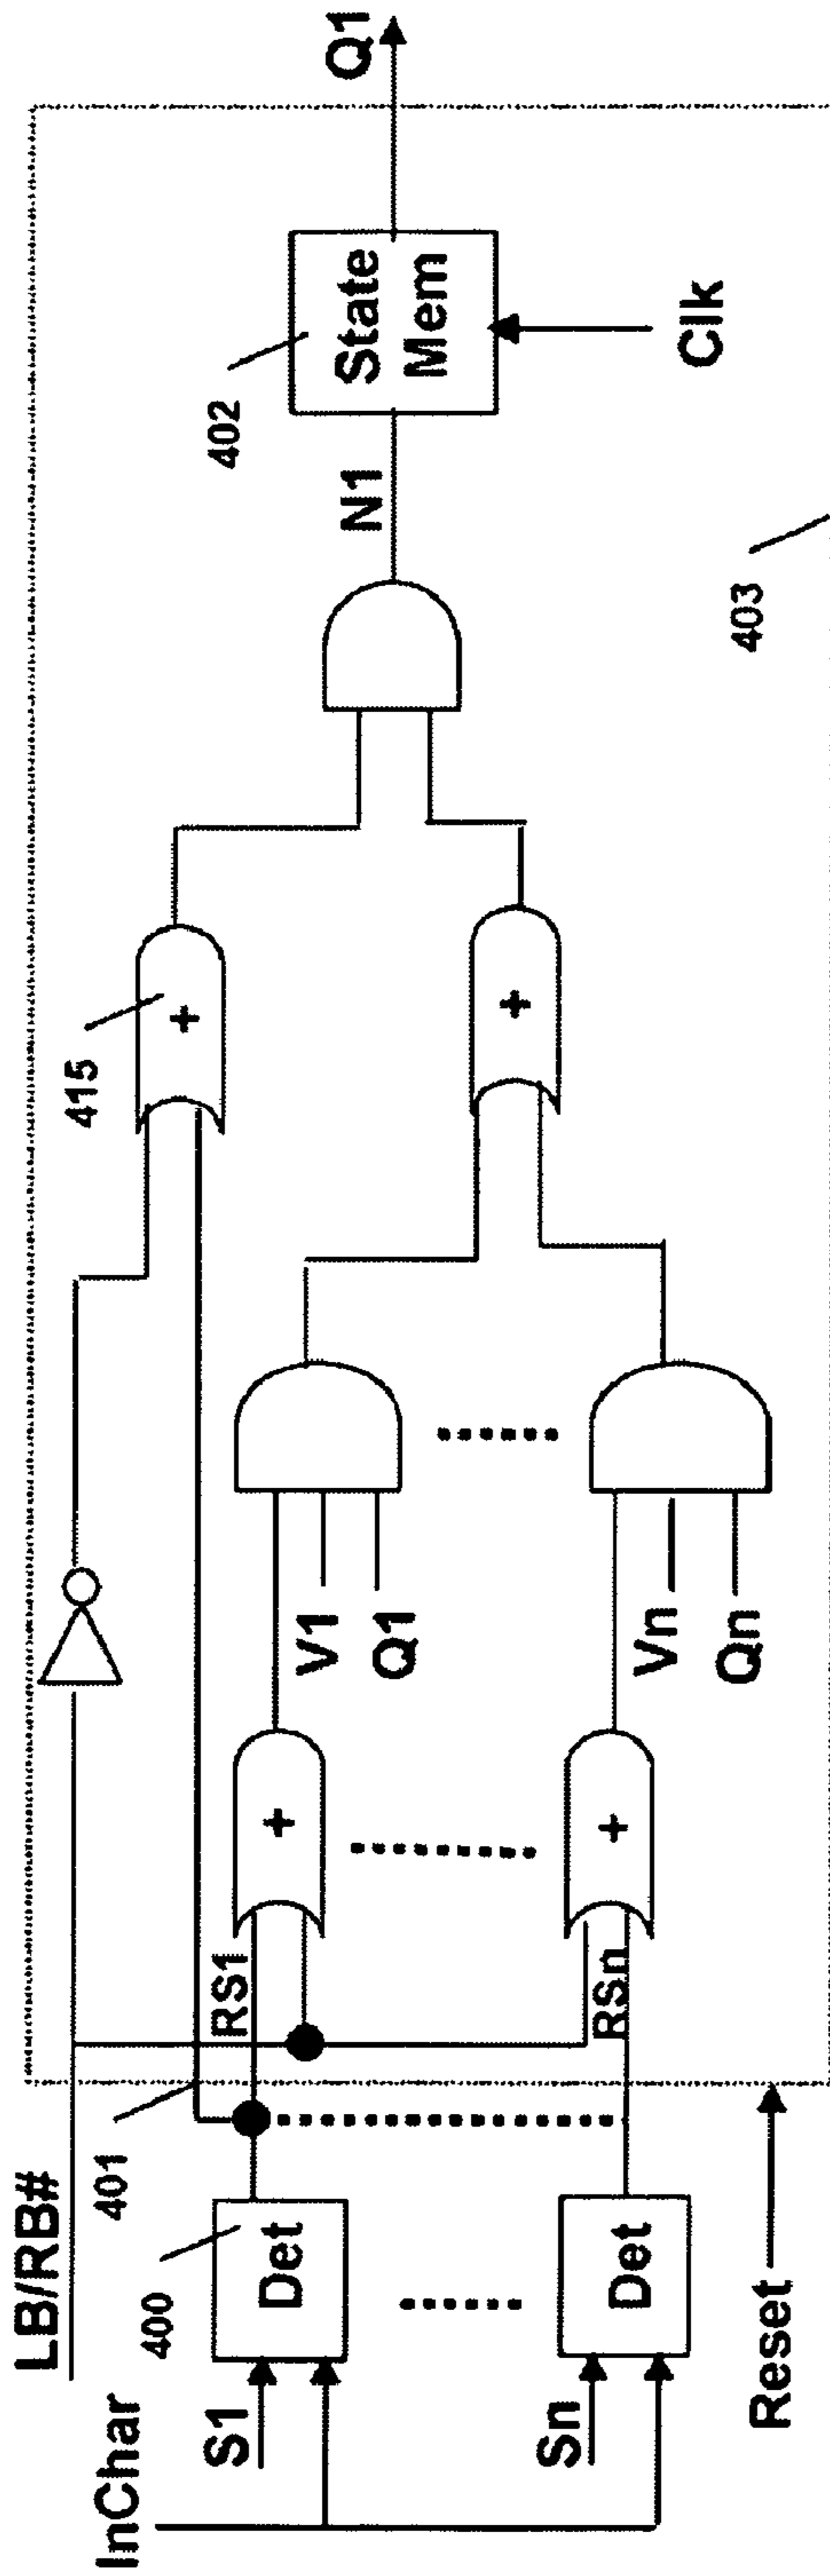 LB/RB#
InChar
S1
Sn
400
Det
Det
401
Reset
RS1
RSn
+
+
V1
Q1
Vn
Qn
415
+
+
N1
402
State
Mem
Clk
403
Q1